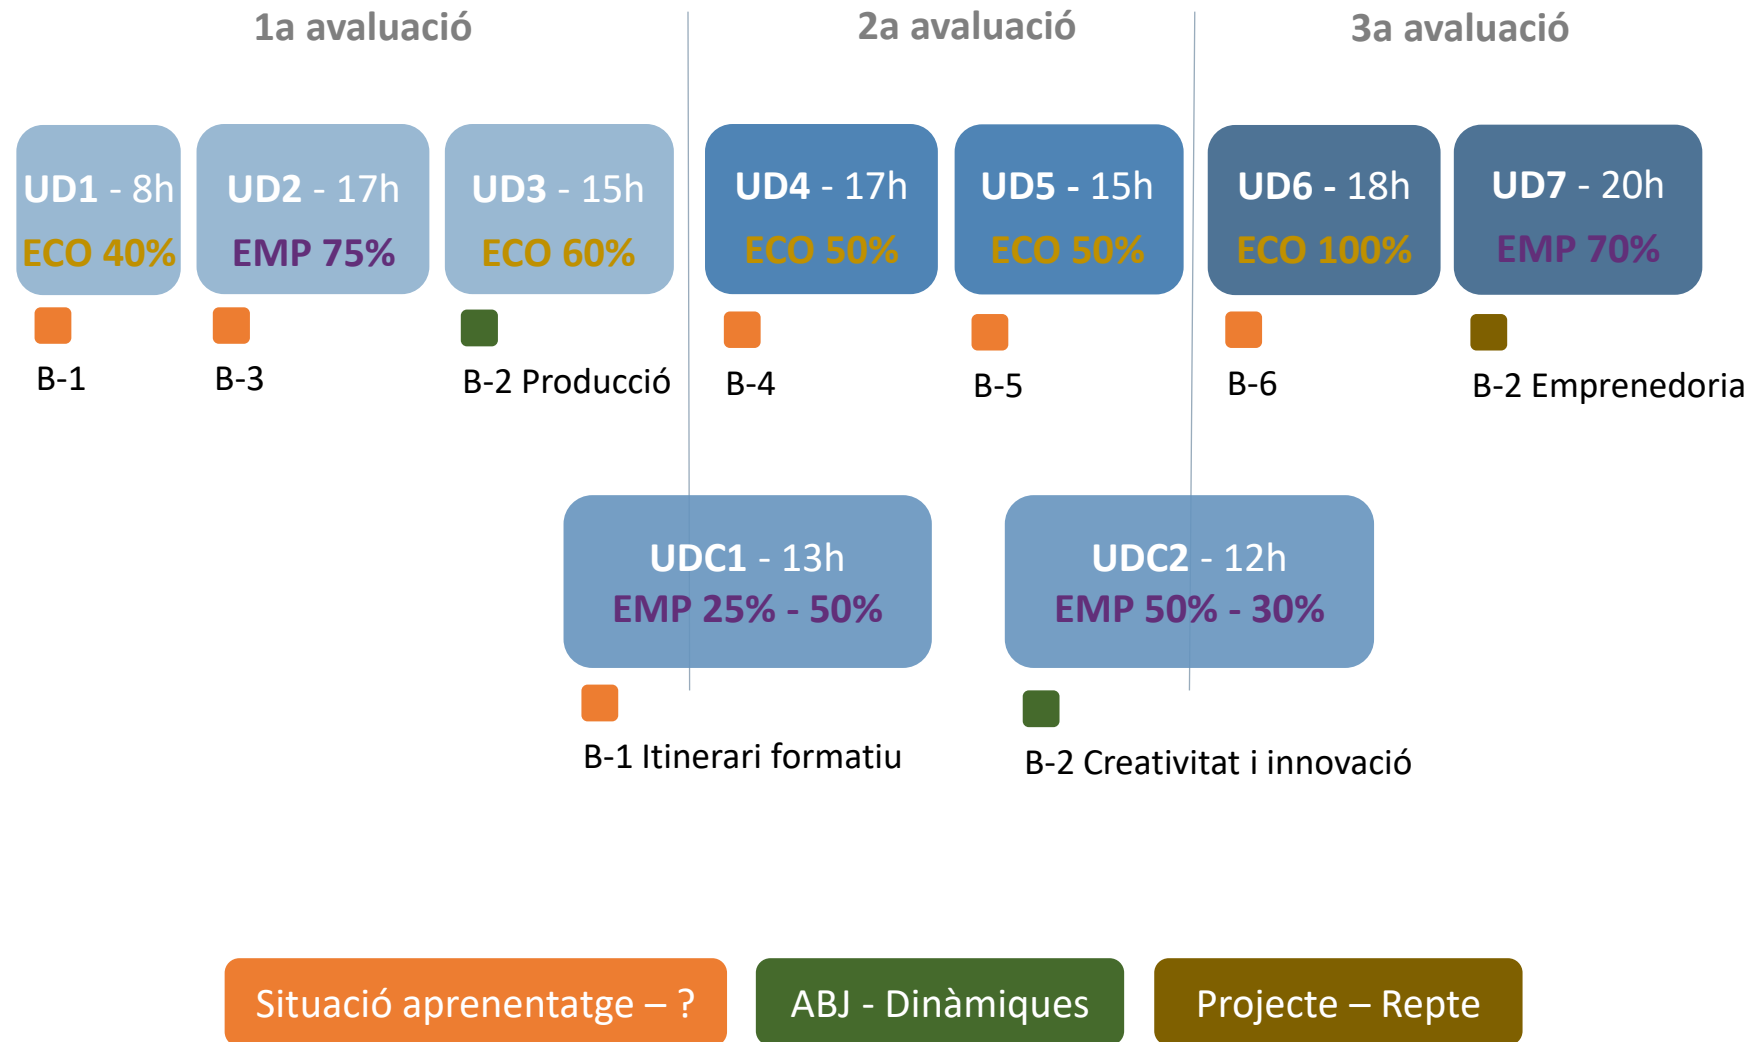 1a avaluació
2a avaluació
3a avaluació
UD1 - 8h
ECO 40%
UD2 - 17h
EMP 75%
UD3 - 15h
ECO 60%
UD4 - 17h
ECO 50%
UD5 - 15h
ECO 50%
UD6 - 18h
ECO 100%
UD7 - 20h
EMP 70%
B-1
B-3
B-2 Producció
B-4
B-5
B-6
B-2 Emprenedoria
UDC1 - 13h
EMP 25% - 50%
UDC2 - 12h
EMP 50% - 30%
B-1 Itinerari formatiu
B-2 Creativitat i innovació
Situació aprenentatge – ?
ABJ - Dinàmiques
Projecte – Repte